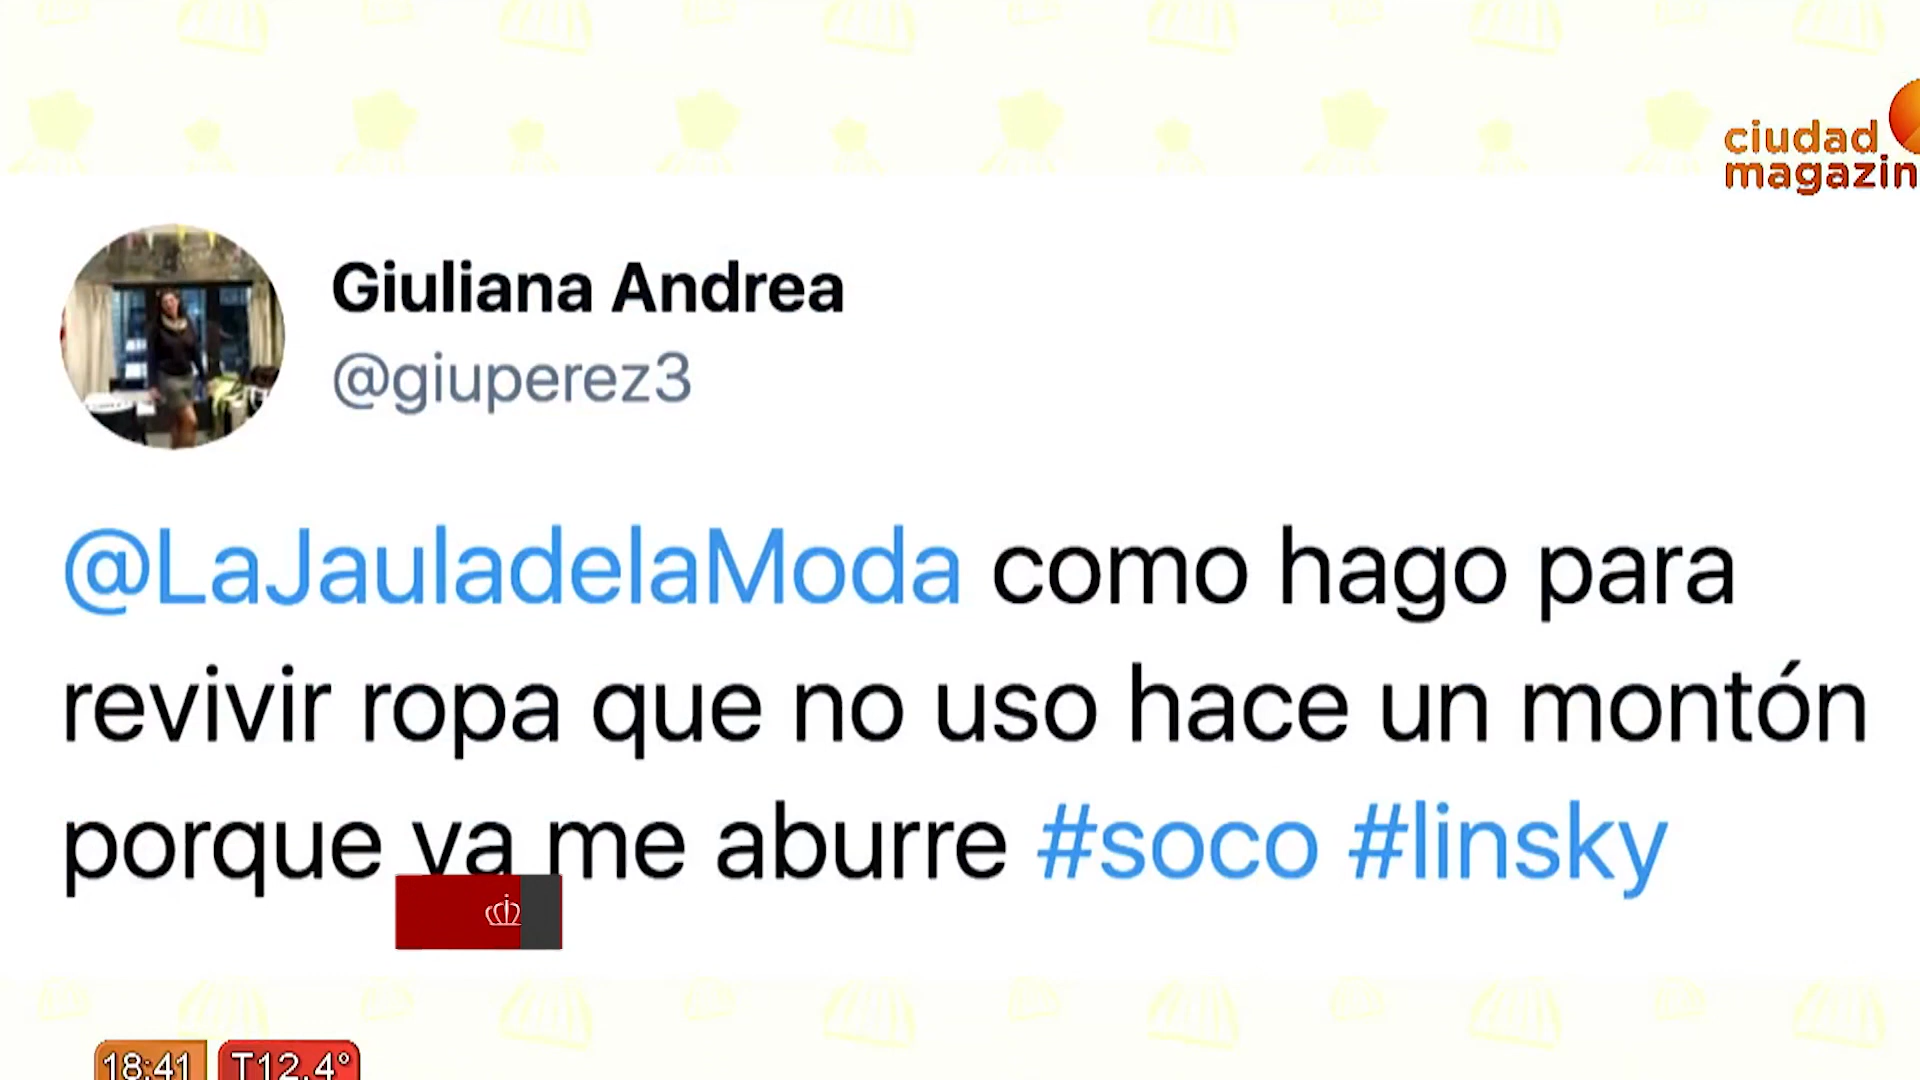 ciudad
magazin
Giuliana Andrea
@giuperez3
@LaJauladelaModa como hago para
revivir ropa que no uso hace un montón
porque ya me aburre #soco #linsky
18:41 T12.4°